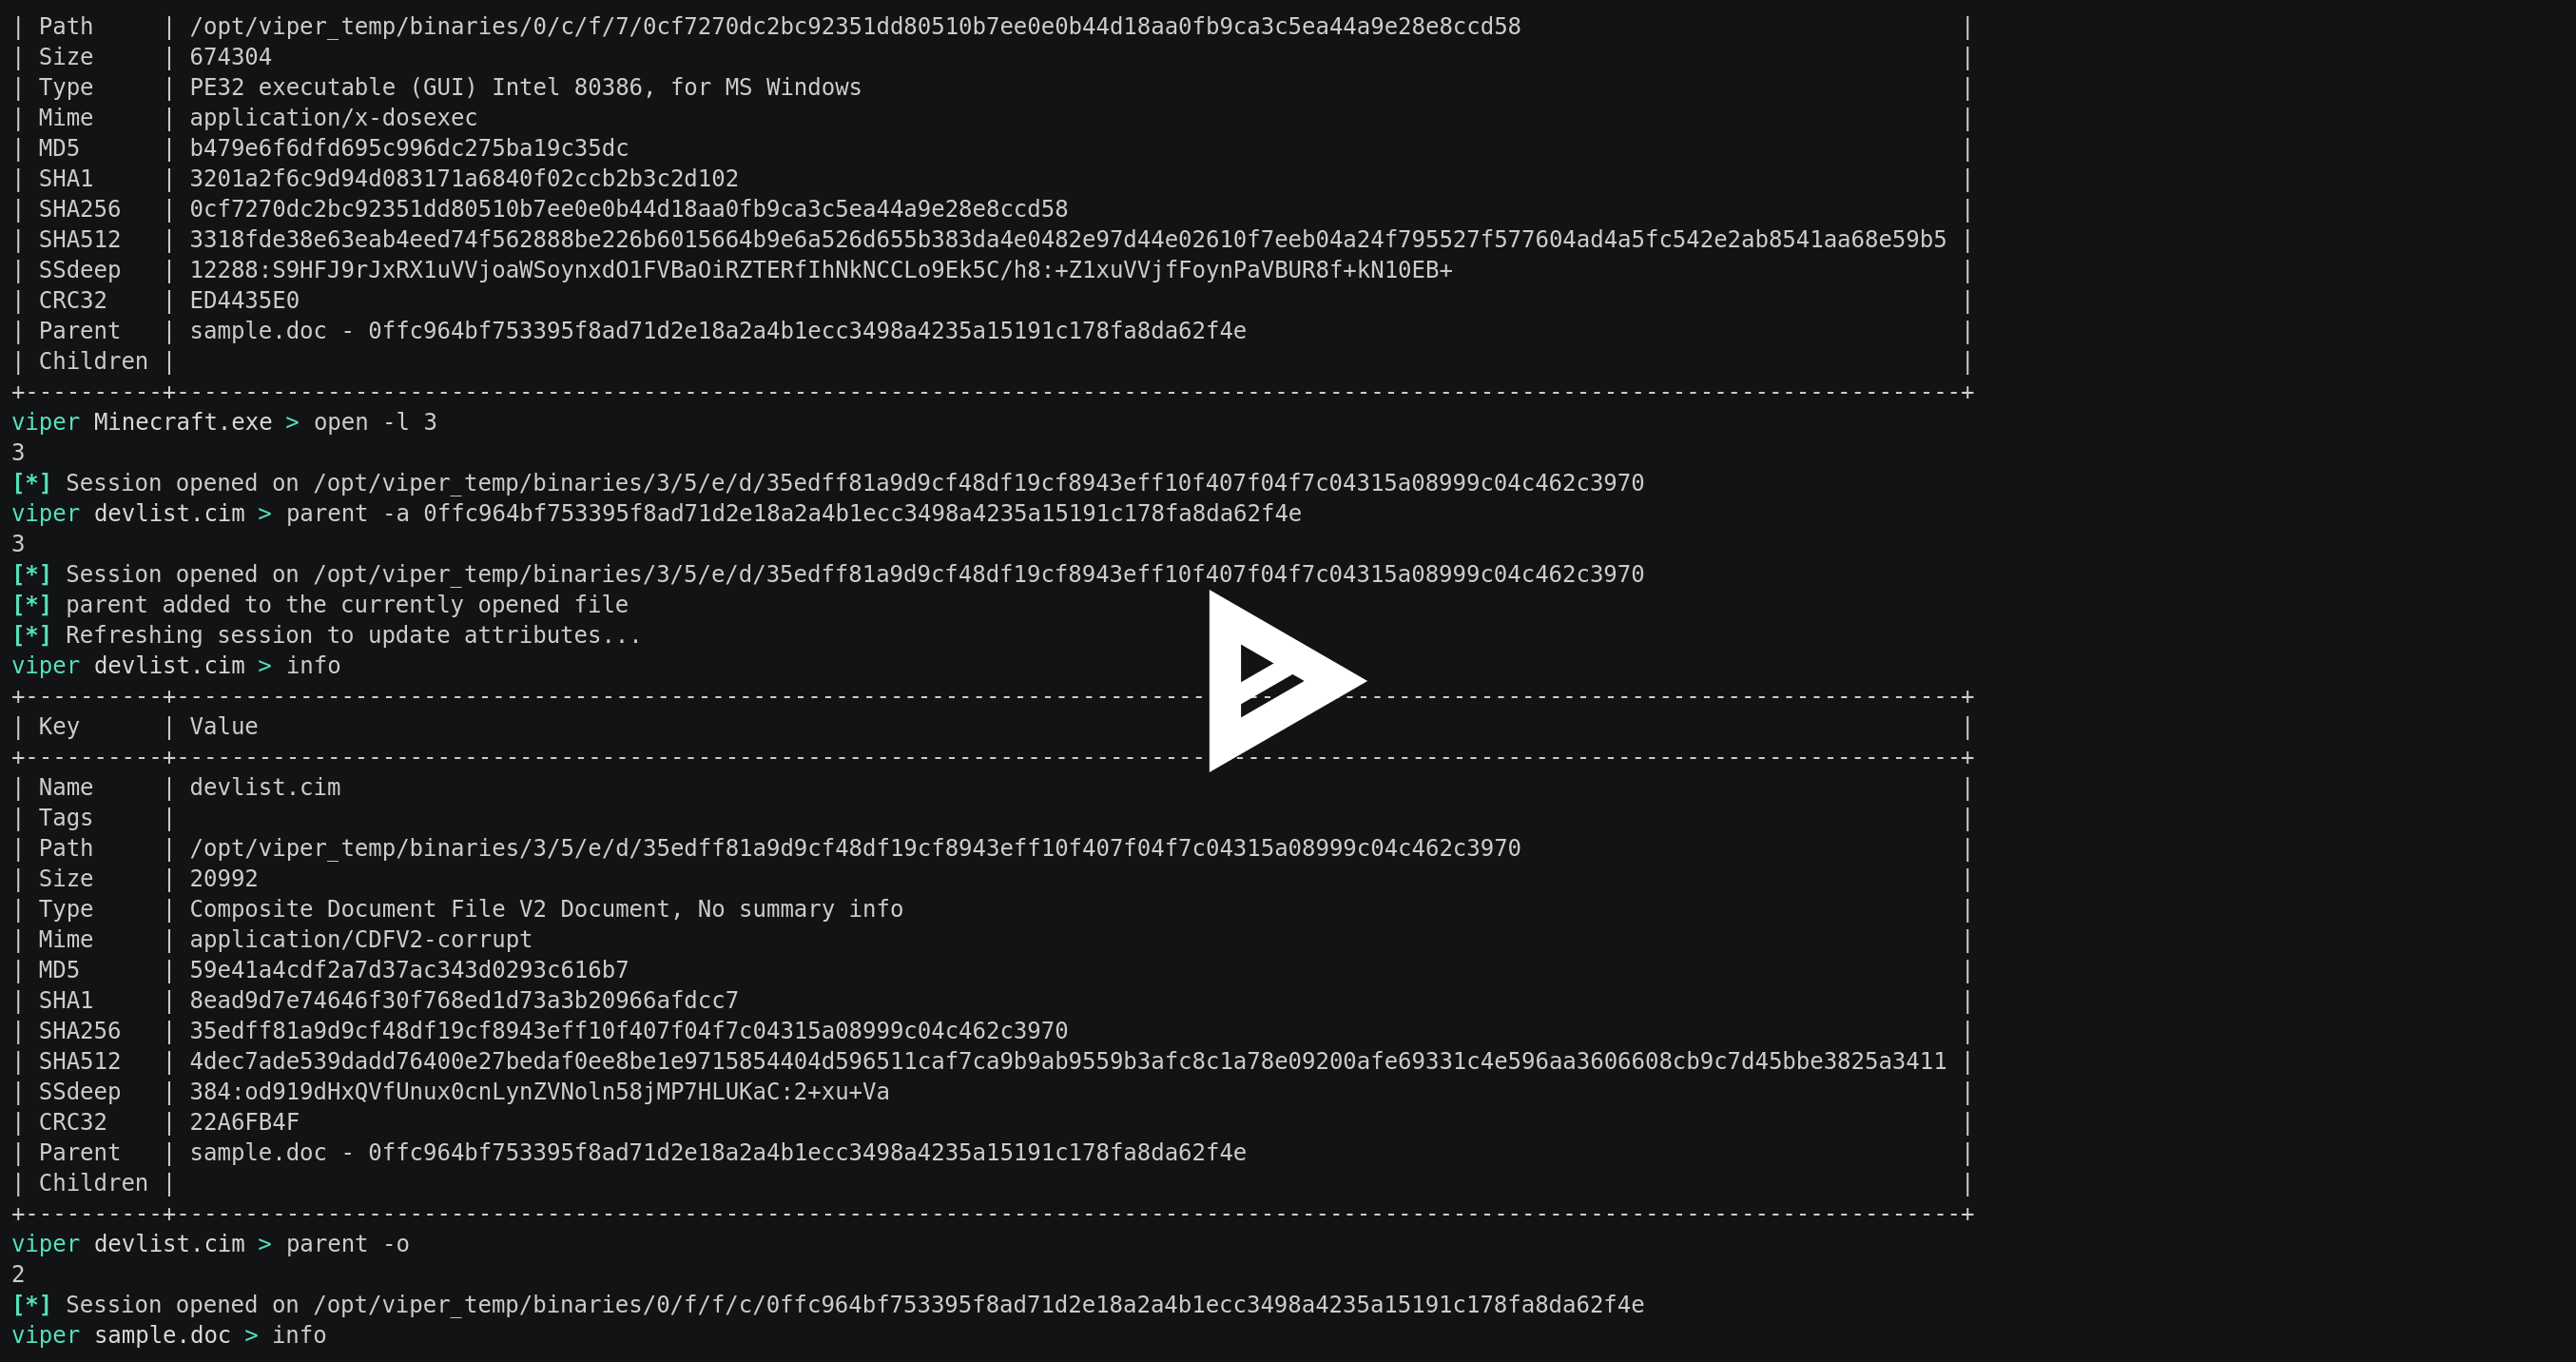 | Path     | /opt/viper_temp/binaries/0/c/f/7/0cf7270dc2bc92351dd80510b7ee0e0b44d18aa0fb9ca3c5ea44a9e28e8ccd58 |
| Size     | 674304 |
| Type     | PE32 executable (GUI) Intel 80386, for MS Windows |
| Mime     | application/x-dosexec |
| MD5      | b479e6f6dfd695c996dc275ba19c35dc |
| SHA1     | 3201a2f6c9d94d083171a6840f02ccb2b3c2d102 |
| SHA256   | 0cf7270dc2bc92351dd80510b7ee0e0b44d18aa0fb9ca3c5ea44a9e28e8ccd58 |
| SHA512   | 3318fde38e63eab4eed74f562888be226b6015664b9e6a526d655b383da4e0482e97d44e02610f7eeb04a24f795527f577604ad4a5fc542e2ab8541aa68e59b5 |
| SSdeep   | 12288:S9HFJ9rJxRX1uVVjoaWSoynxdO1FVBaOiRZTERfIhNkNCCLo9Ek5C/h8:+Z1xuVVjfFoynPaVBUR8f+kN10EB+ |
| CRC32    | ED4435E0 |
| Parent   | sample.doc - 0ffc964bf753395f8ad71d2e18a2a4b1ecc3498a4235a15191c178fa8da62f4e |
| Children | |
viper Minecraft.exe > open -l 3
3
[*] Session opened on /opt/viper_temp/binaries/3/5/e/d/35edff81a9d9cf48df19cf8943eff10f407f04f7c04315a08999c04c462c3970
viper devlist.cim > parent -a 0ffc964bf753395f8ad71d2e18a2a4b1ecc3498a4235a15191c178fa8da62f4e
3
[*] Session opened on /opt/viper_temp/binaries/3/5/e/d/35edff81a9d9cf48df19cf8943eff10f407f04f7c04315a08999c04c462c3970
[*] parent added to the currently opened file
[*] Refreshing session to update attributes...
viper devlist.cim > info
| Key      | Value |
| Name     | devlist.cim |
| Tags     | |
| Path     | /opt/viper_temp/binaries/3/5/e/d/35edff81a9d9cf48df19cf8943eff10f407f04f7c04315a08999c04c462c3970 |
| Size     | 20992 |
| Type     | Composite Document File V2 Document, No summary info |
| Mime     | application/CDFV2-corrupt |
| MD5      | 59e41a4cdf2a7d37ac343d0293c616b7 |
| SHA1     | 8ead9d7e74646f30f768ed1d73a3b20966afdcc7 |
| SHA256   | 35edff81a9d9cf48df19cf8943eff10f407f04f7c04315a08999c04c462c3970 |
| SHA512   | 4dec7ade539dadd76400e27bedaf0ee8be1e9715854404d596511caf7ca9b9ab9559b3afc8c1a78e09200afe69331c4e596aa3606608cb9c7d45bbe3825a3411 |
| SSdeep   | 384:od919dHxQVfUnux0cnLynZVNoln58jMP7HLUKaC:2+xu+Va |
| CRC32    | 22A6FB4F |
| Parent   | sample.doc - 0ffc964bf753395f8ad71d2e18a2a4b1ecc3498a4235a15191c178fa8da62f4e |
| Children | |
viper devlist.cim > parent -o
2
[*] Session opened on /opt/viper_temp/binaries/0/f/f/c/0ffc964bf753395f8ad71d2e18a2a4b1ecc3498a4235a15191c178fa8da62f4e
viper sample.doc > info